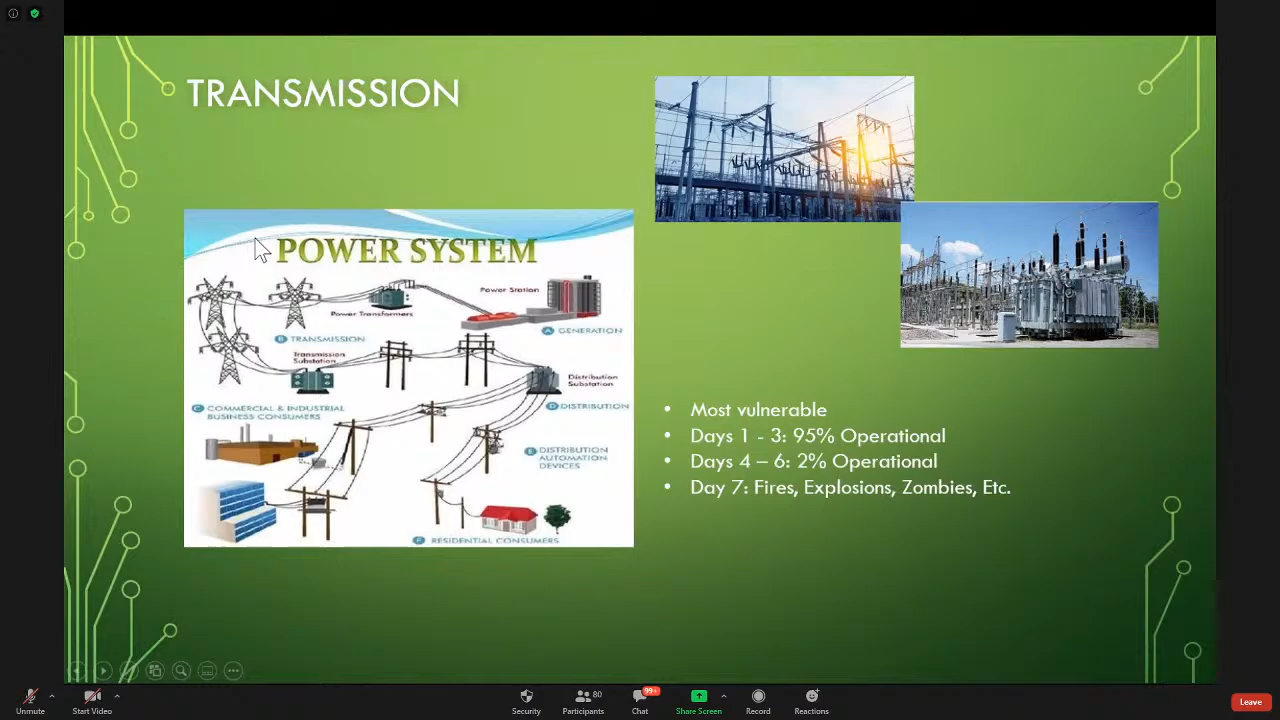 TRANSMISSION
POWER SYSTEM
Power Station
Power Transformers
A GENERATION
B TRANSMISSION
Transmission
Substation
Distribution
Substation
C COMMERCIAL & INDUSTRIAL
BUSINESS CONSUMERS
D DISTRIBUTION
E DISTRIBUTION
AUTOMATION
DEVICES
F RESIDENTIAL CONSUMERS
• Most vulnerable
• Days 1 - 3: 95% Operational
• Days 4 – 6: 2% Operational
• Day 7: Fires, Explosions, Zombies, Etc.
Unmute
Start Video
Security
Participants
80
Chat
99+
Share Screen
Record
Reactions
Leave